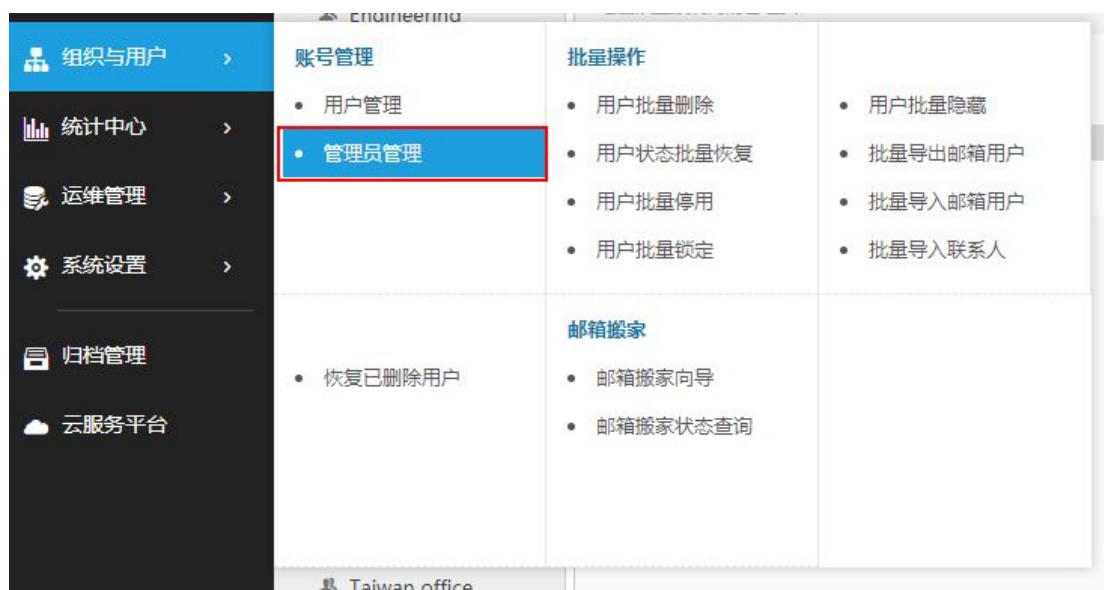 Engineering
组织与用户
统计中心
运维管理
系统设置
归档管理
云服务平台
账号管理
用户管理
管理员管理
恢复已删除用户
批量操作
用户批量删除
用户状态批量恢复
用户批量停用
用户批量锁定
用户批量隐藏
批量导出邮箱用户
批量导入邮箱用户
批量导入联系人
邮箱搬家
邮箱搬家向导
邮箱搬家状态查询
Taiwan office